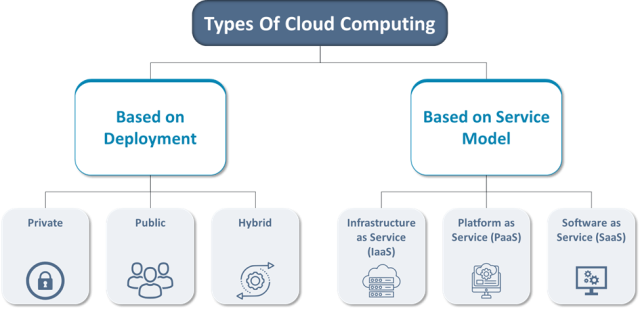 Types Of Cloud Computing
Based on
Deployment
Based on Service
Model
Private
Public
Hybrid
Infrastructure
as Service
(IaaS)
Platform as
Service (PaaS)
Software as
Service (SaaS)